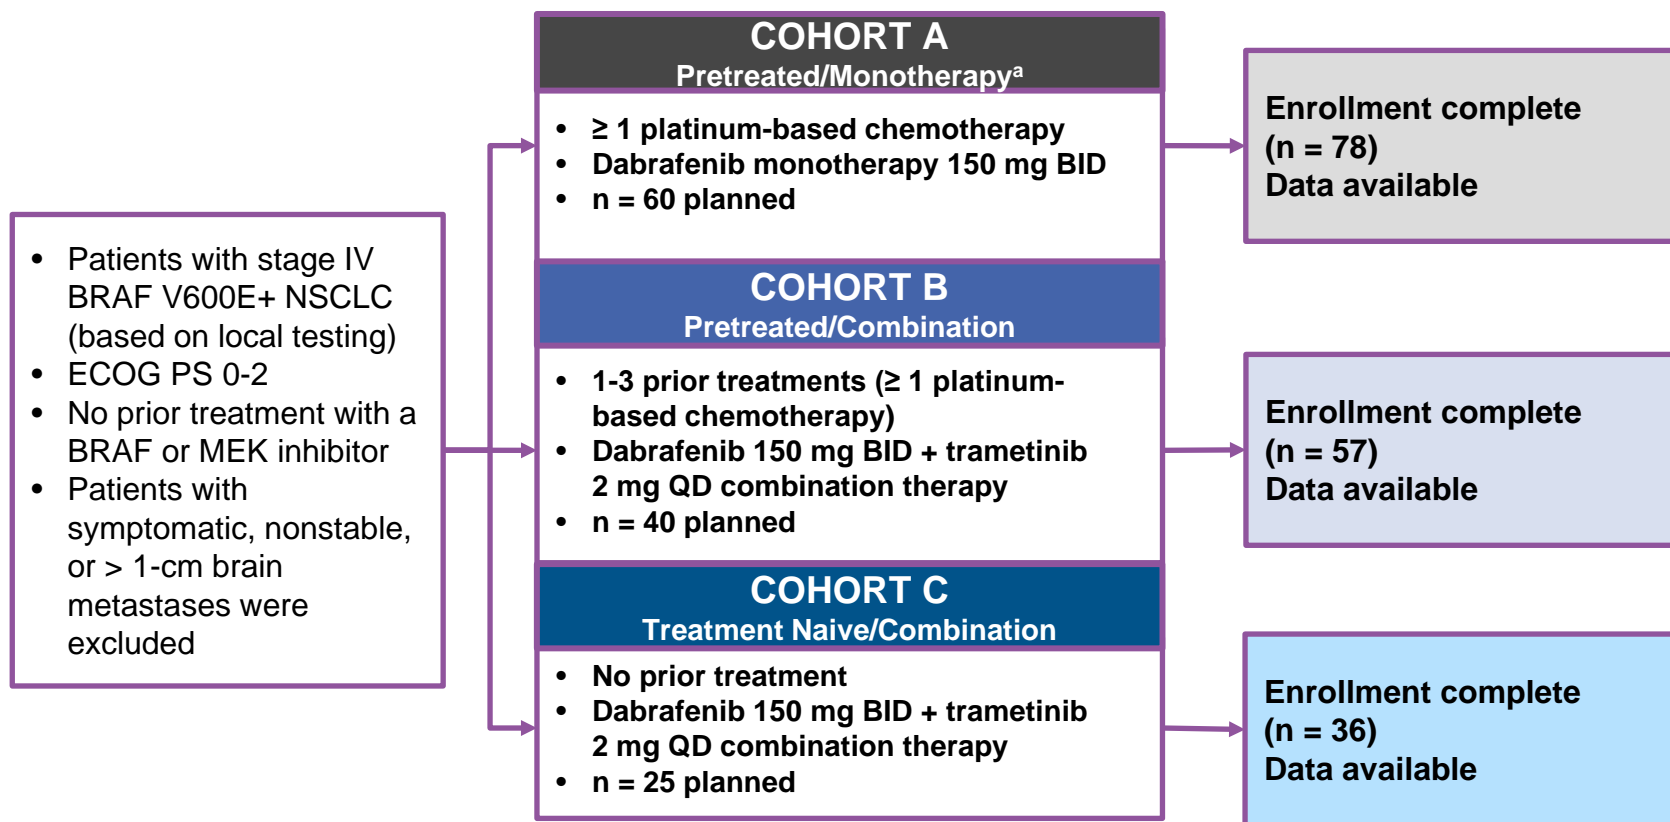 • Patients with stage IV
BRAF V600E+ NSCLC
(based on local testing)
• ECOG PS 0-2
• No prior treatment with a
BRAF or MEK inhibitor
• Patients with
symptomatic, nonstable,
or > 1-cm brain
metastases were
excluded
COHORT A
Pretreated/Monotherapyᵃ
• ≥ 1 platinum-based chemotherapy
• Dabrafenib monotherapy 150 mg BID
• n = 60 planned
Enrollment complete
(n = 78)
Data available
COHORT B
Pretreated/Combination
• 1-3 prior treatments (≥ 1 platinum-
based chemotherapy)
• Dabrafenib 150 mg BID + trametinib
2 mg QD combination therapy
• n = 40 planned
Enrollment complete
(n = 57)
Data available
COHORT C
Treatment Naive/Combination
• No prior treatment
• Dabrafenib 150 mg BID + trametinib
2 mg QD combination therapy
• n = 25 planned
Enrollment complete
(n = 36)
Data available